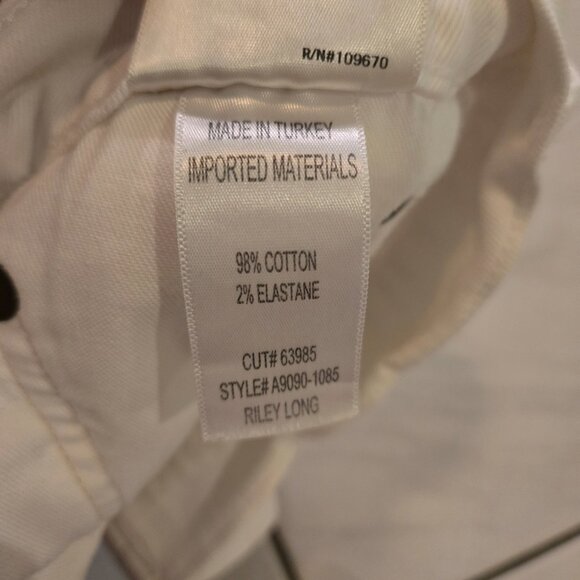 R/N#109670
MADE IN TURKEY
IMPORTED MATERIALS
98% COTTON
2% ELASTANE
CUT# 63985
STYLE# A9090-1085
RILEY LONG